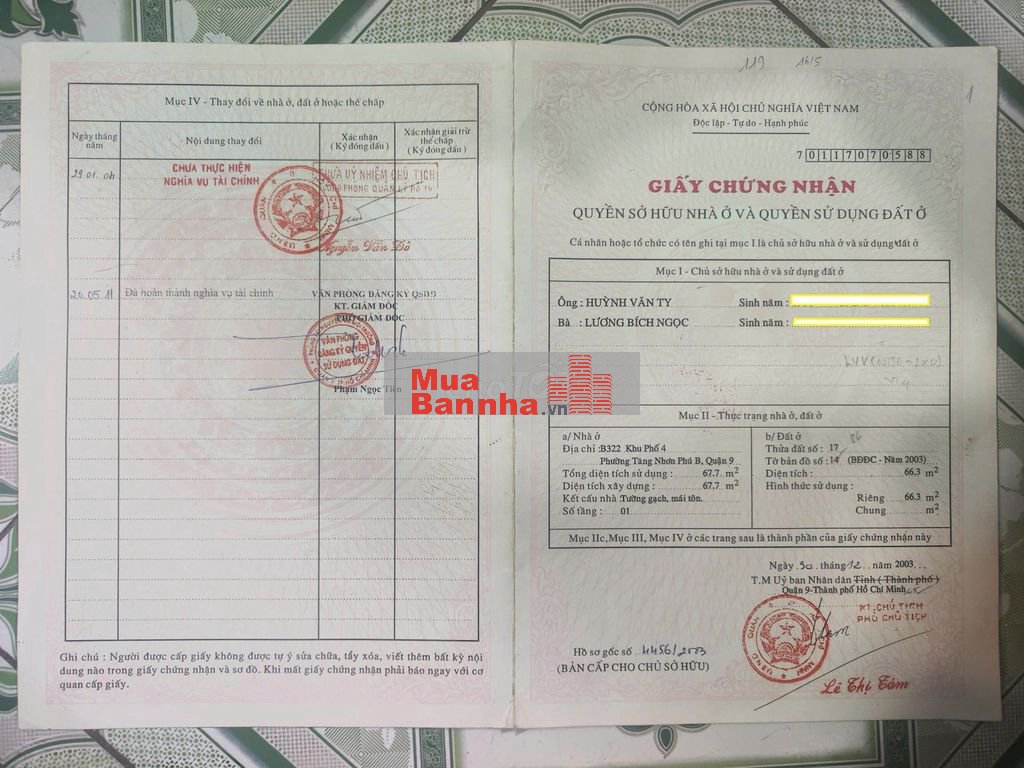 Mục IV - Thay đổi về nhà ở, đất ở hoặc thế chấp
Ngày tháng năm
Nội dung thay đổi
Xác nhận (Ký đóng dấu)
Xác nhận giải trừ thế chấp (Ký đóng dấu)
29.01.04
CHƯA THỰC HIỆN
NGHĨA VỤ TÀI CHÍNH
Nguyễn Văn Đô
20.05.11
Đã hoàn thành nghĩa vụ tài chính
VĂN PHÒNG ĐĂNG KÝ QSDĐ
KT. GIÁM ĐỐC
PHÓ GIÁM ĐỐC
VĂN PHÒNG
ĐĂNG KÝ QUYỀN
SỬ DỤNG ĐẤT
Phạm Ngọc Tiên
Ghi chú : Người được cấp giấy không được tự ý sửa chữa, tẩy xóa, viết thêm bất kỳ nội
dung nào trong giấy chứng nhận và sơ đồ. Khi mất giấy chứng nhận phải báo ngay với cơ
quan cấp giấy.
Mua
Bannha.vn
119 1615
1
CỘNG HÒA XÃ HỘI CHỦ NGHĨA VIỆT NAM
Độc lập - Tự do - Hạnh phúc
7 0117070588
GIẤY CHỨNG NHẬN
QUYỀN SỞ HỮU NHÀ Ở VÀ QUYỀN SỬ DỤNG ĐẤT Ở
Cá nhân hoặc tổ chức có tên ghi tại mục I là chủ sở hữu nhà ở và sử dụng đất ở
Mục I - Chủ sở hữu nhà ở và sử dụng đất ở
Ông : HUỲNH VĂN TY Sinh năm :
Bà : LƯƠNG BÍCH NGỌC Sinh năm :
Mục II - Thực trạng nhà ở, đất ở
a/ Nhà ở
Địa chỉ :B322 Khu Phố 4
Phường Tăng Nhơn Phú B, Quận 9
Tổng diện tích sử dụng : 67.7 m2
Diện tích xây dựng : 67.7 m2
Kết cấu nhà :Tường gạch, mái tôn.
Số tầng : 01
b/ Đất ở 86
Thửa đất số: 17
Tờ bản đồ số : 14 (BĐĐC - Năm 2003)
Diện tích : 66.3 m2
Hình thức sử dụng :
Riêng 66.3 m2
Chung m2
Mục IIc,Mục III, Mục IV ở các trang sau là thành phần của giấy chứng nhận này
Ngày 30 tháng 12 năm 2003
T.M Uỷ ban Nhân dân Tỉnh ( Thành phố )
Quận 9-Thành phố Hồ Chí Minh
KT.CHỦ TỊCH
PHÓ CHỦ TỊCH
Hồ sơ gốc số 4456/2003
(BẢN CẤP CHO CHỦ SỞ HỮU)
Lê Thị Tám